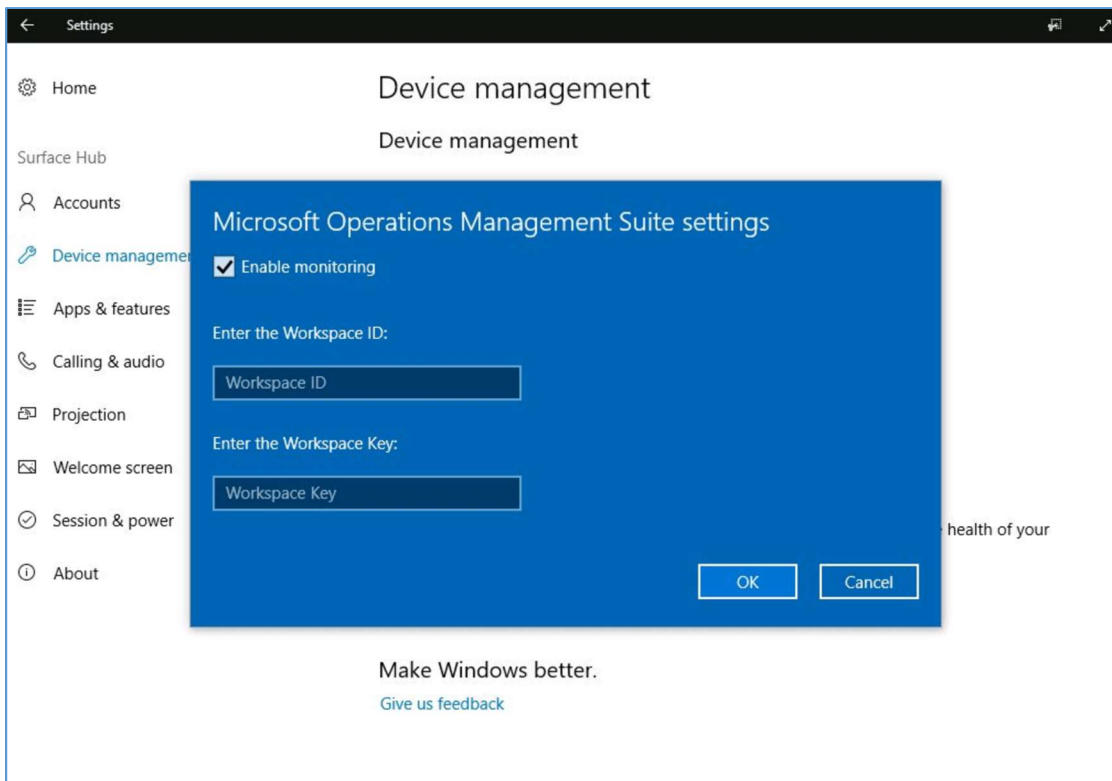 Settings
Home
Surface Hub
Accounts
Device managemen
Apps & features
Calling & audio
Projection
Welcome screen
Session & power
About
Device management
Device management
Microsoft Operations Management Suite settings
Enable monitoring
Enter the Workspace ID:
Workspace ID
Enter the Workspace Key:
Workspace Key
OK
Cancel
health of your
Make Windows better.
Give us feedback